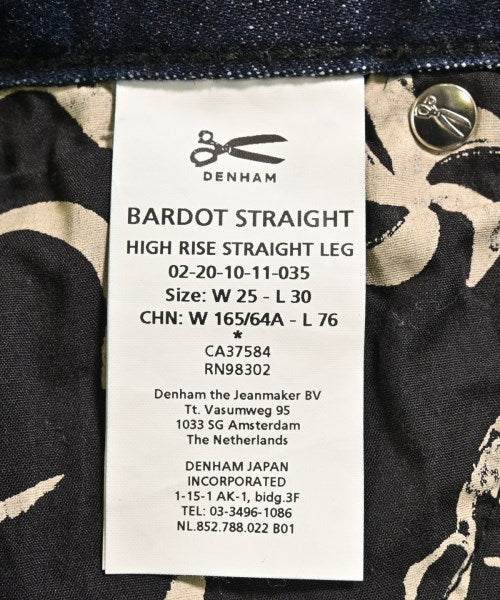 DENHAM
BARDOT STRAIGHT
HIGH RISE STRAIGHT LEG
02-20-10-11-035
Size: W 25 - L 30
CHN: W 165/64A - L 76
*
CA37584
RN98302
Denham the Jeanmaker BV
Tt. Vasumweg 95
1033 SG Amsterdam
The Netherlands
DENHAM JAPAN
INCORPORATED
1-15-1 AK-1, bidg.3F
TEL: 03-3496-1086
NL.852.788.022 B01